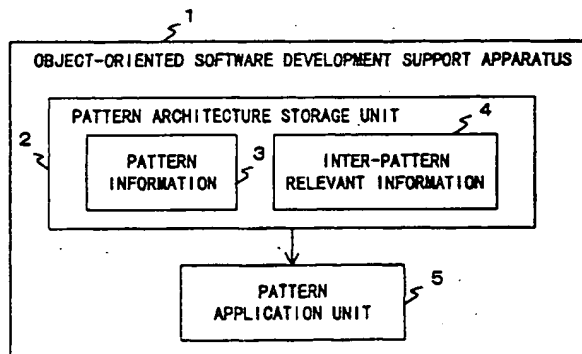 1
OBJECT-ORIENTED SOFTWARE DEVELOPMENT SUPPORT APPARATUS
PATTERN ARCHITECTURE STORAGE UNIT
4
2
PATTERN
INFORMATION
3
INTER-PATTERN
RELEVANT INFORMATION
PATTERN
APPLICATION UNIT
5